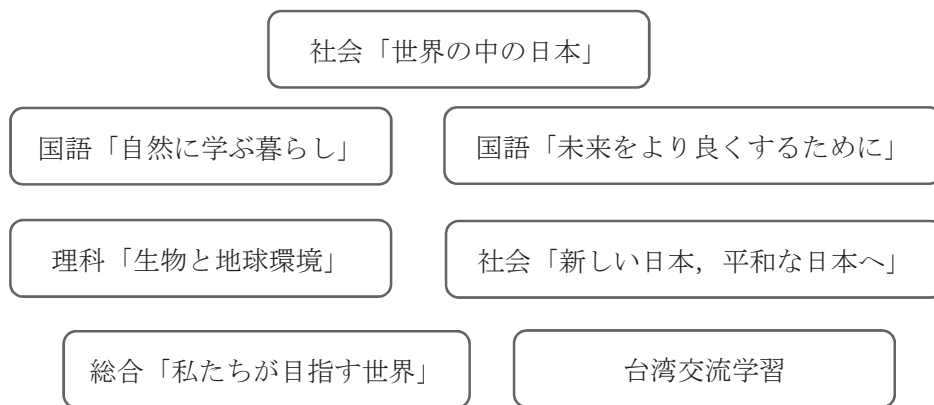 社会「世界の中の日本」
国語「自然に学ぶ暮らし」
国語「未来をより良くするために」
理科「生物と地球環境」
社会「新しい日本，平和な日本へ」
総合「私たちが目指す世界」
台湾交流学習